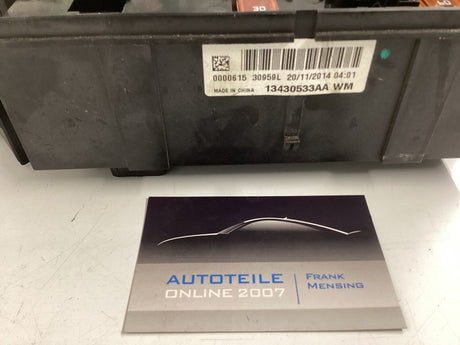 30
0000615 30959L 20/11/2014 04:01
MADE IN CHINA 13430533AA WM
AUTOTEILE
ONLINE 2007
FRANK
MENSING